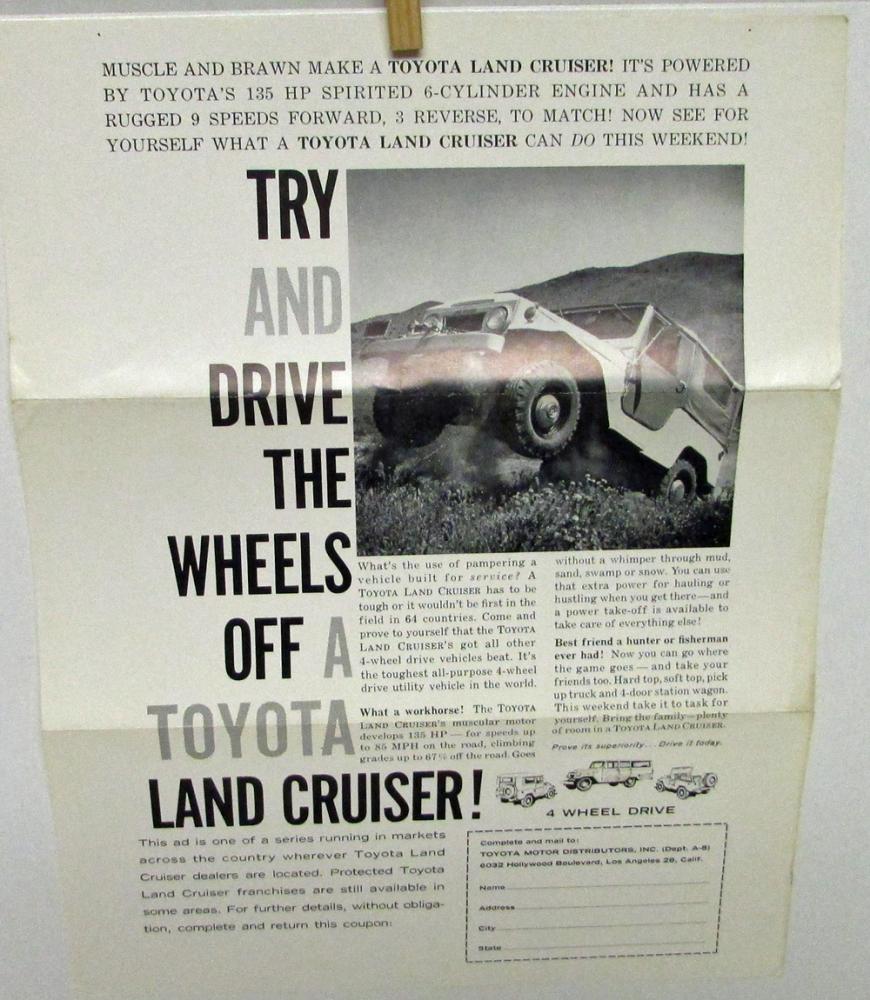 MUSCLE AND BRAWN MAKE A TOYOTA LAND CRUISER! IT'S POWERED
BY TOYOTA'S 135 HP SPIRITED 6-CYLINDER ENGINE AND HAS A
RUGGED 9 SPEEDS FORWARD, 3 REVERSE, TO MATCH! NOW SEE FOR
YOURSELF WHAT A TOYOTA LAND CRUISER CAN DO THIS WEEKEND!
TRY
AND
DRIVE
THE
WHEELS
OFF A
TOYOTA
LAND CRUISER!
What's the use of pampering a
vehicle built for service? A
TOYOTA LAND CRUISER has to be
tough or it wouldn't be first in the
field in 64 countries. Come and
prove to yourself that the TOYOTA
LAND CRUISER'S got all other
4-wheel drive vehicles beat. It's
the toughest all-purpose 4-wheel
drive utility vehicle in the world.
What a workhorse! The TOYOTA
LAND CRUISER'S muscular motor
develops 135 HP — for speeds up
to 85 MPH on the road, climbing
grades up to 67% off the road. Goes
without a whimper through mud,
sand, swamp or snow. You can use
that extra power for hauling or
hustling when you get there—and
a power take-off is available to
take care of everything else!
Best friend a hunter or fisherman
ever had! Now you can go where
the game goes — and take your
friends too. Hard top, soft top, pick
up truck and 4-door station wagon.
This weekend take it to task for
yourself. Bring the family—plenty
of room in a TOYOTA LAND CRUISER.
Prove its superiority... Drive it today.
4 WHEEL DRIVE
This ad is one of a series running in markets
across the country wherever Toyota Land
Cruiser dealers are located. Protected Toyota
Land Cruiser franchises are still available in
some areas. For further details, without obliga-
tion, complete and return this coupon:
Complete and mail to:
TOYOTA MOTOR DISTRIBUTORS, INC. (Dept. A-8)
6032 Hollywood Boulevard, Los Angeles 28, Calif.
Name
Address
City
State